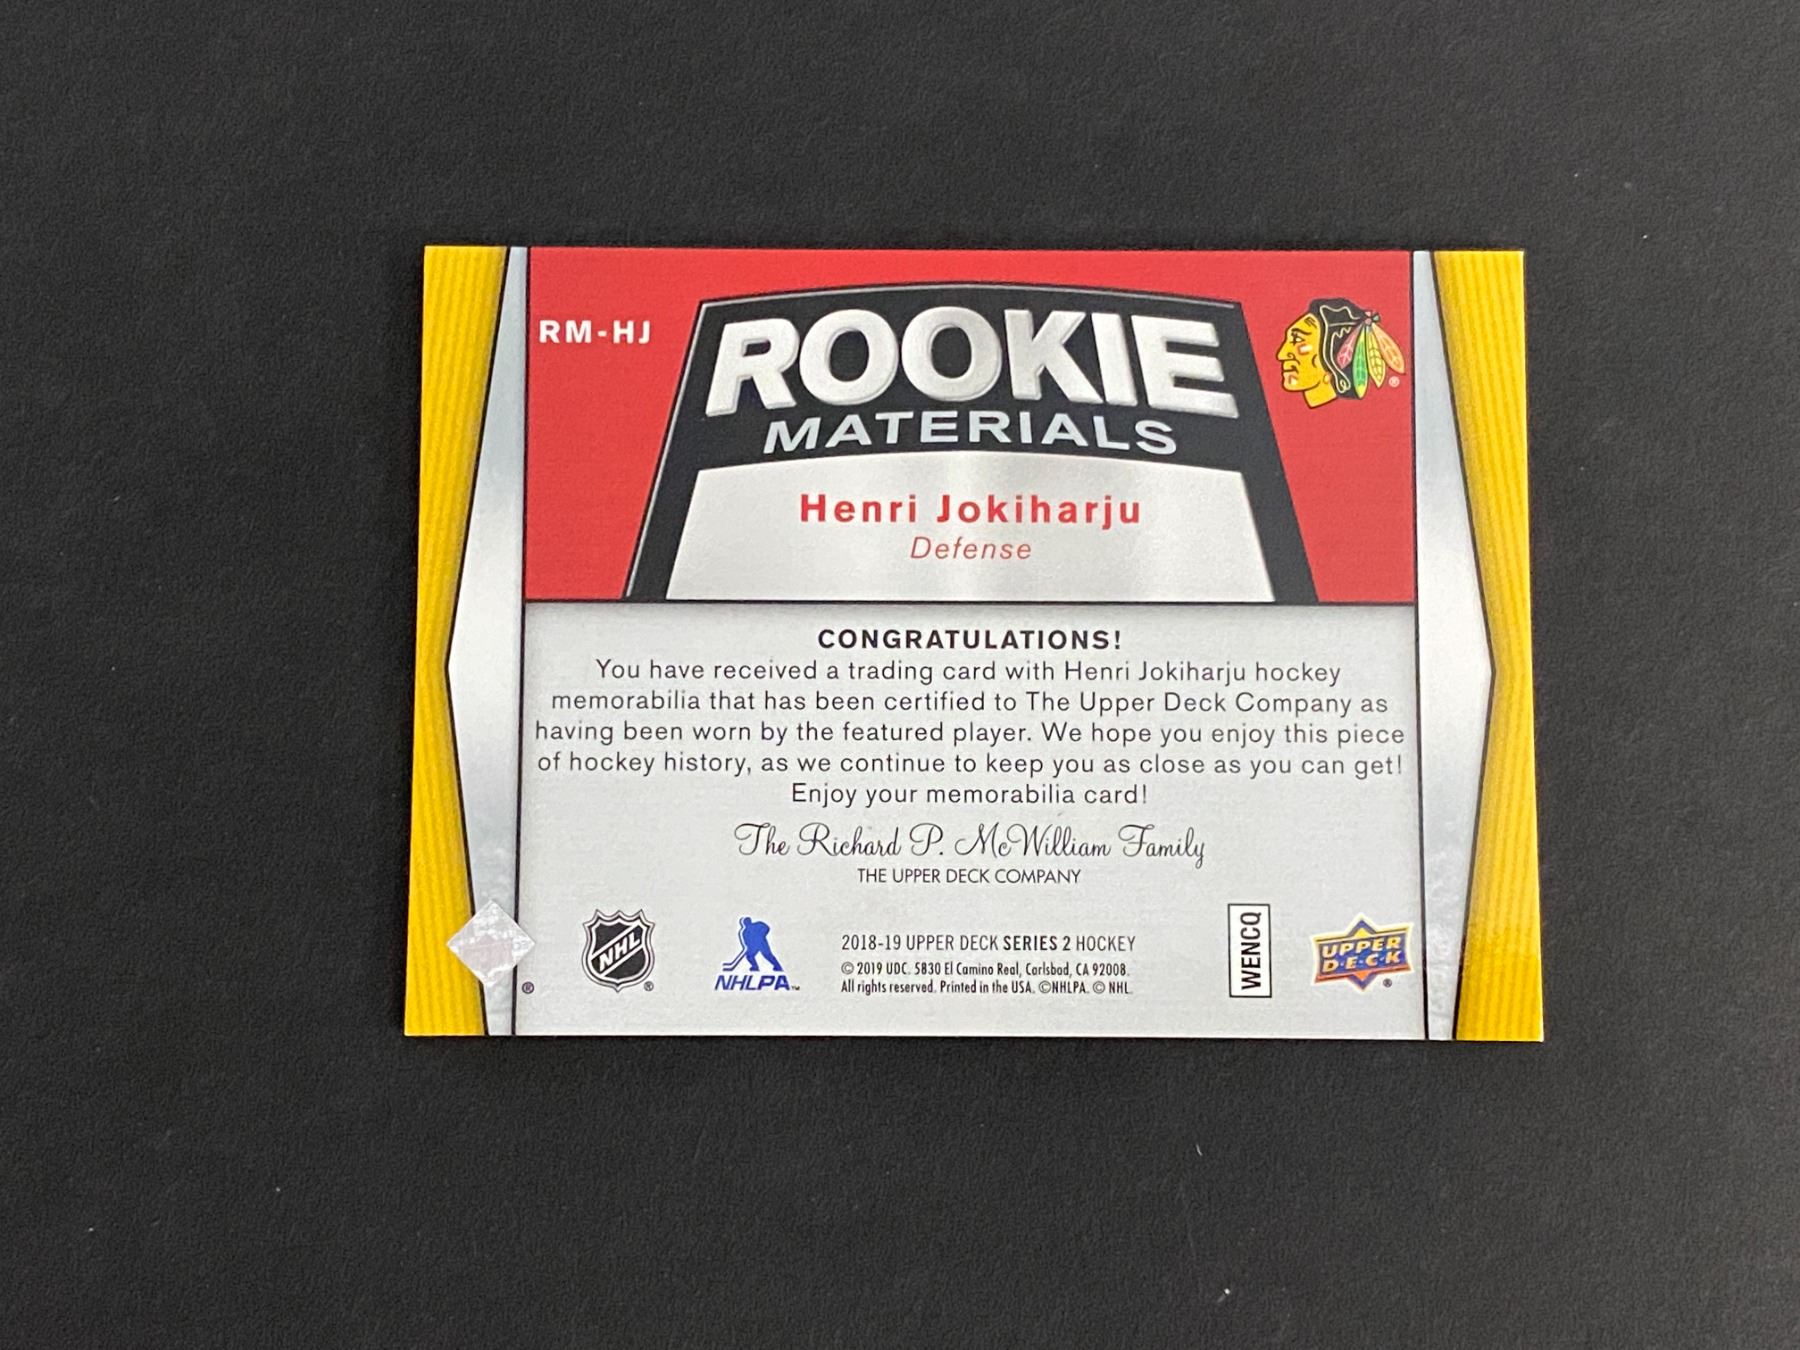 RM-HJ
ROOKIE
MATERIALS
Henri Jokiharju
Defense
CONGRATULATIONS!
You have received a trading card with Henri Jokiharju hockey
memorabilia that has been certified to The Upper Deck Company as
having been worn by the featured player. We hope you enjoy this piece
of hockey history, as we continue to keep you as close as you can get!
Enjoy your memorabilia card!
The Richard P. McWilliam Family
THE UPPER DECK COMPANY
NHL
NHLPA™
2018-19 UPPER DECK SERIES 2 HOCKEY
© 2019 UDC. 5830 El Camino Real, Carlsbad, CA 92008.
All rights reserved. Printed in the USA. ©NHLPA. © NHL.
WENCQ
UPPER
D·E·C·K